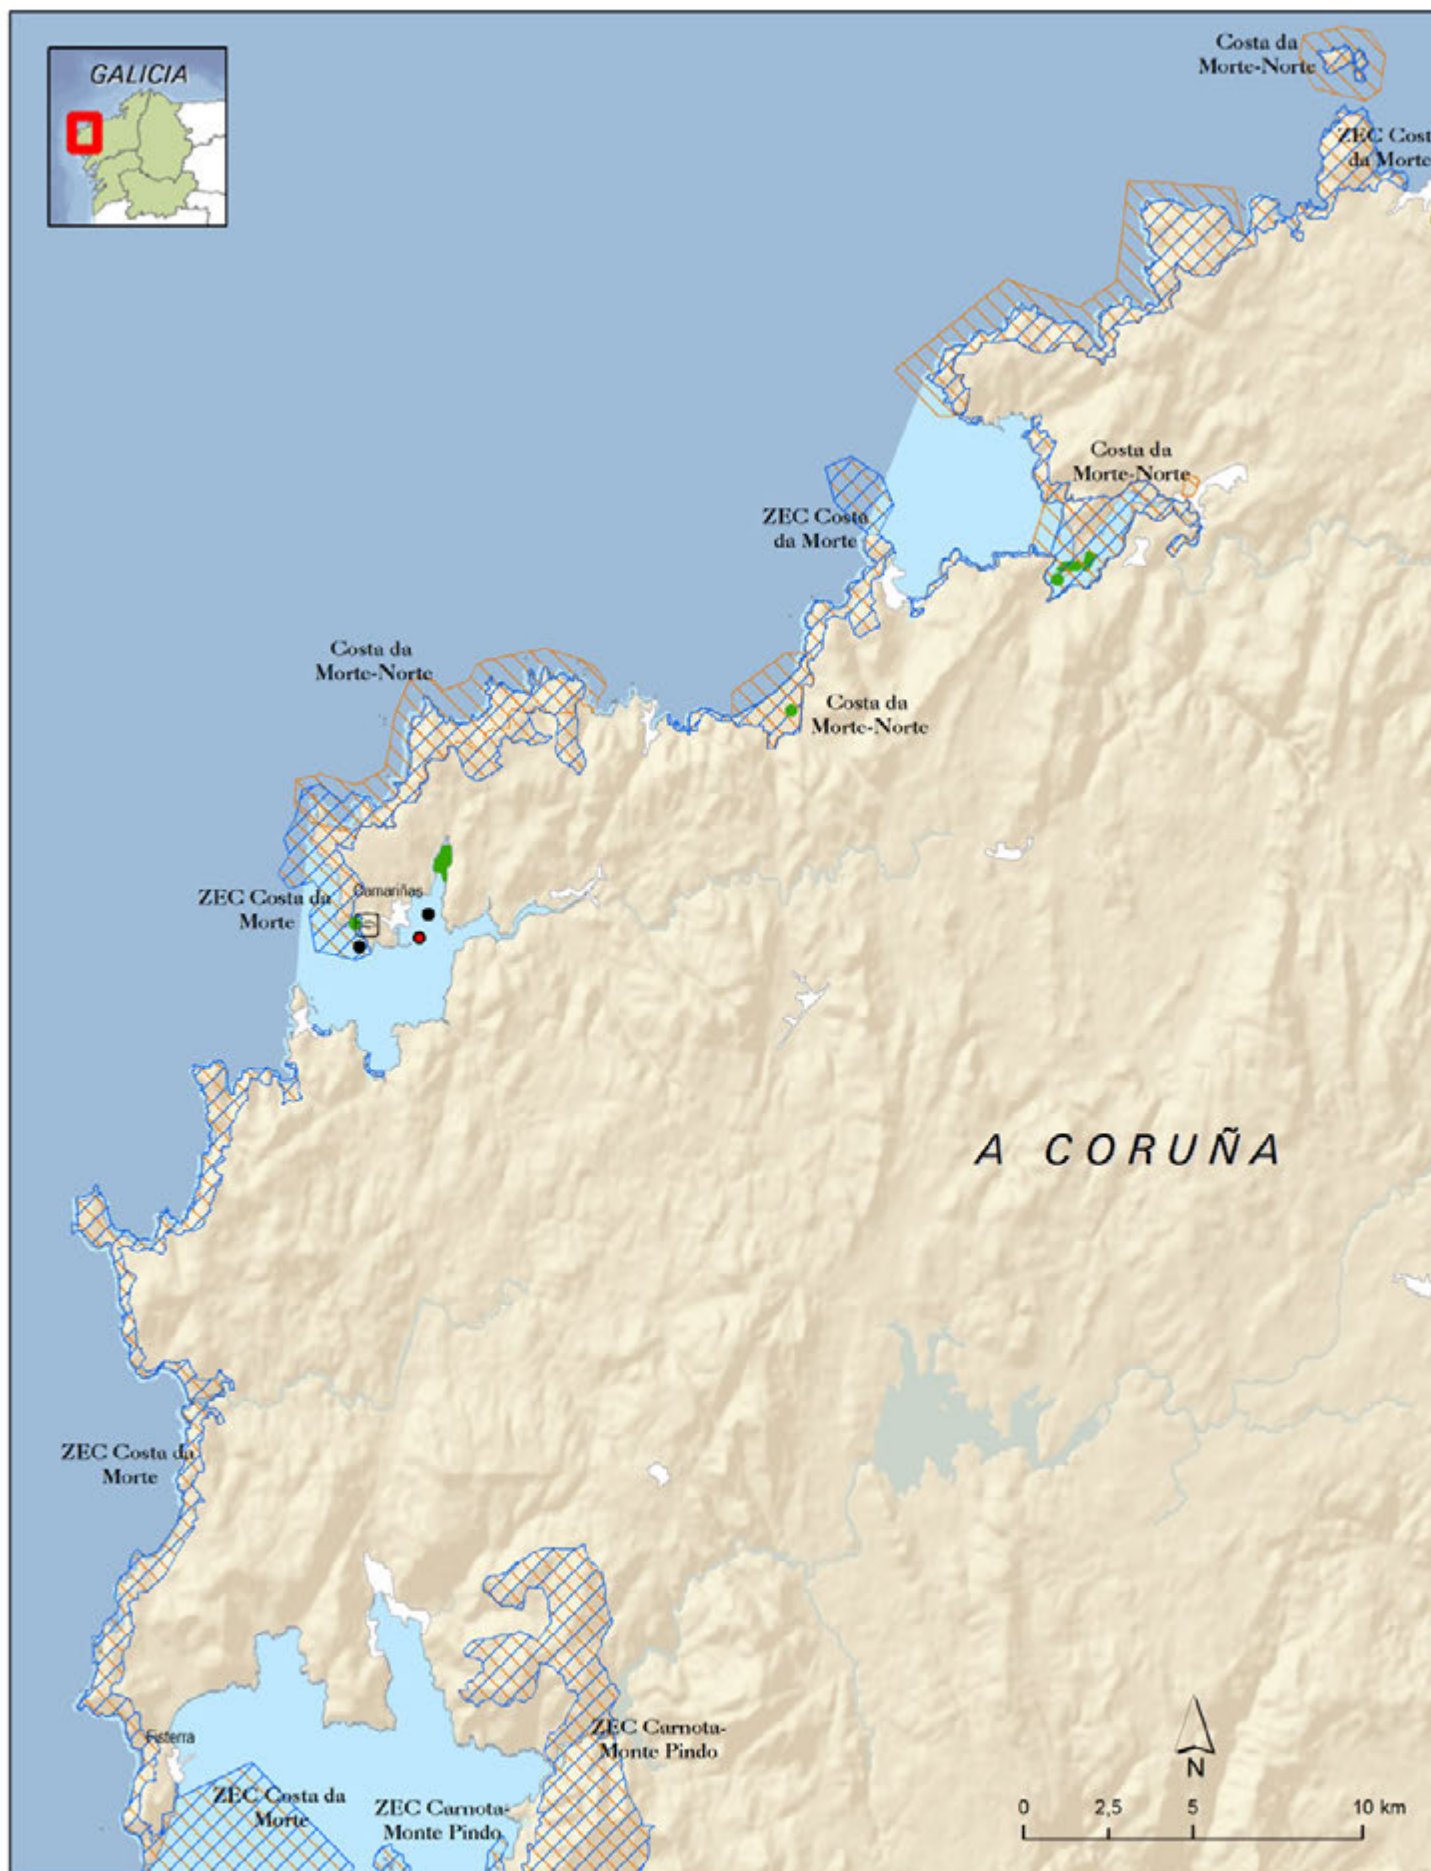 GALICIA
Costa da
Morte-Norte
ZEC Cost
da Morte
Costa da
Morte-Norte
ZEC Costa
da Morte
Costa da
Morte-Norte
Costa da
Morte-Norte
Camariñas
ZEC Costa da
Morte
A CORUÑA
ZEC Costa da
Morte
Fisterra
ZEC Carnota-
Monte Pindo
ZEC Costa da
Morte
ZEC Carnota-
Monte Pindo
N
0 2,5 5 10 km